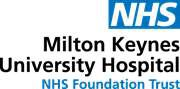 NHS
Milton Keynes
University Hospital
NHS Foundation Trust